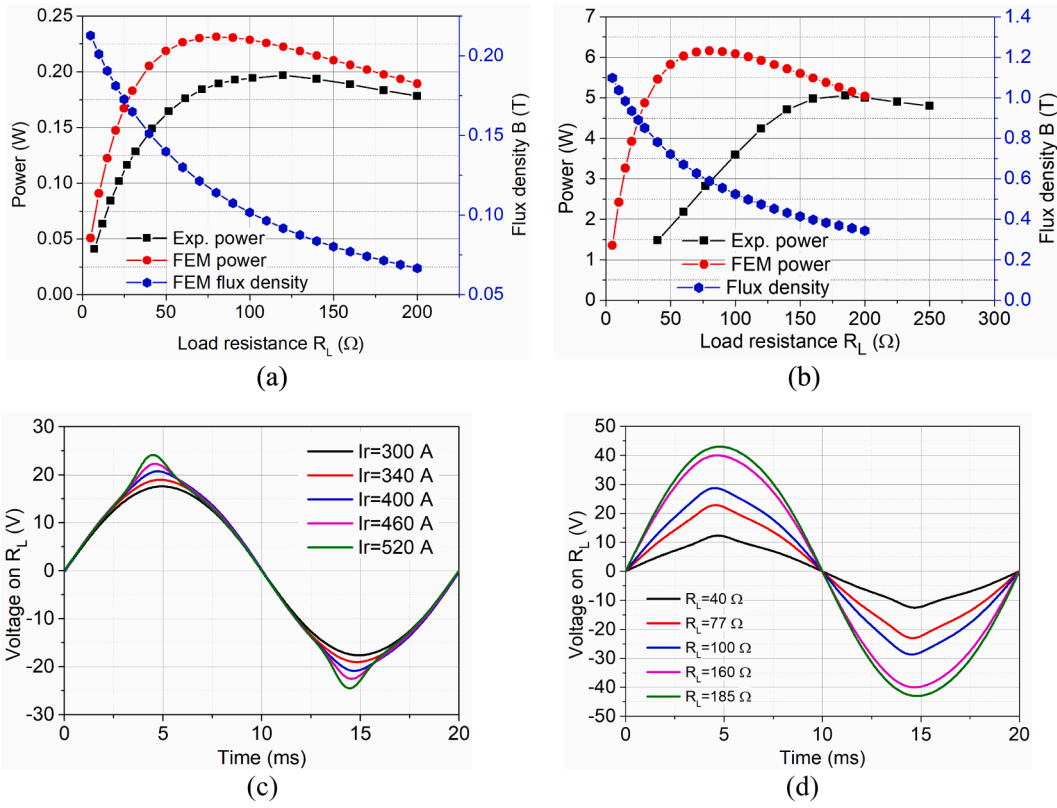 0.25
0.20
0.15
0.10
0.05
0.00
Power (W)
0.20
0.15
0.10
0.05
Flux density B (T)
Exp. power
FEM power
FEM flux density
0 50 100 150 200
Load resistance R_L (Ω)
(a)
7
6
5
4
3
2
1
0
Power (W)
1.4
1.2
1.0
0.8
0.6
0.4
0.2
0.0
Flux density B (T)
Exp. power
FEM power
Flux density
0 50 100 150 200 250 300
Load resistance R_L (Ω)
(b)
30
20
10
0
-10
-20
-30
Voltage on R_L (V)
Ir=300 A
Ir=340 A
Ir=400 A
Ir=460 A
Ir=520 A
0 5 10 15 20
Time (ms)
(c)
50
40
30
20
10
0
-10
-20
-30
-40
-50
Voltage on R_L (V)
R_L=40 Ω
R_L=77 Ω
R_L=100 Ω
R_L=160 Ω
R_L=185 Ω
0 5 10 15 20
Time (ms)
(d)